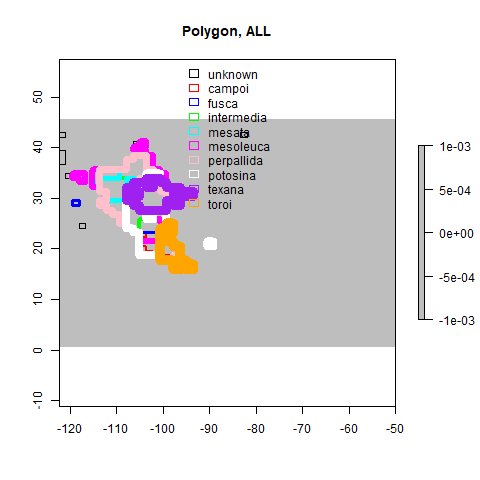 Polygon, ALL
unknown
campoi
fusca
intermedia
mesala
mesoleuca
perpallida
potosina
texana
toroi
50
40
30
20
10
0
-10
-120
-110
-100
-90
-80
-70
-60
-50
1e-03
5e-04
0e+00
-5e-04
-1e-03